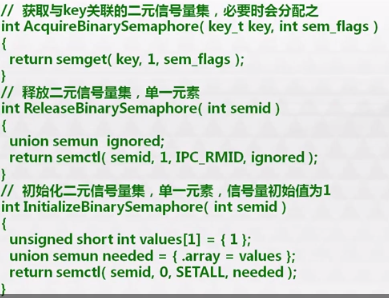 // 获取与key关联的二元信号量集，必要时会分配之
int AcquireBinarySemaphore( key_t key, int sem_flags )
{
return semget( key, 1, sem_flags );
}
// 释放二元信号量集，单一元素
int ReleaseBinarySemaphore( int semid )
{
union semun ignored;
return semctl( semid, 1, IPC_RMID, ignored );
}
// 初始化二元信号量集，单一元素，信号量初始值为1
int InitializeBinarySemaphore( int semid )
{
unsigned short int values[1] = { 1 };
union semun needed = { .array = values };
return semctl( semid, 0, SETALL, needed );
}